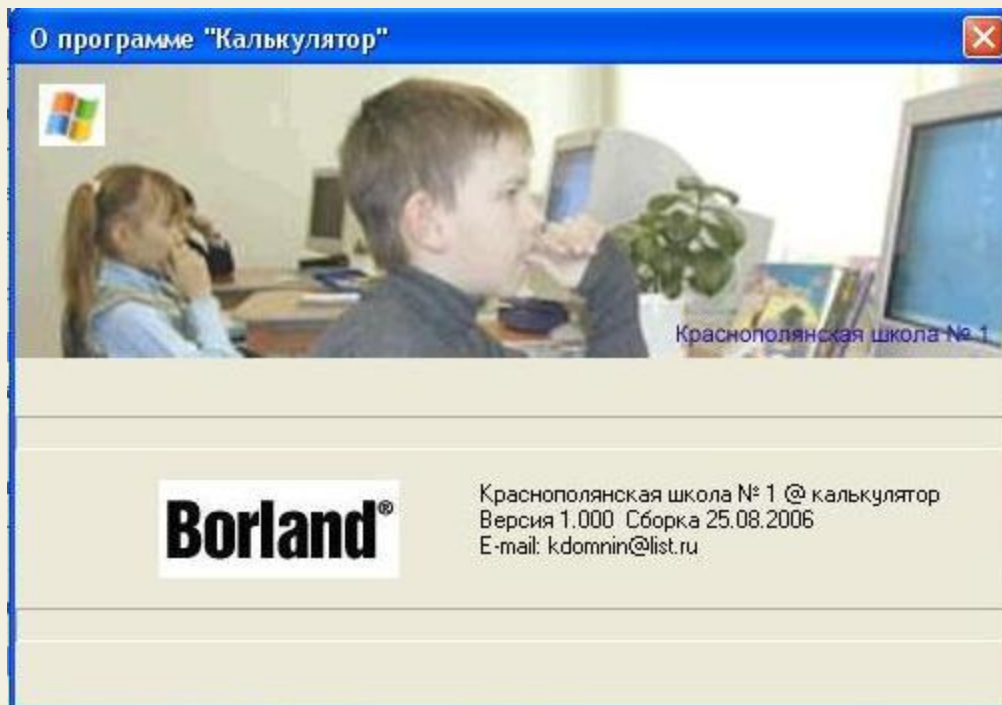 О программе "Калькулятор"
Краснополянская школа № 1
Borland®
Краснополянская школа № 1 @ калькулятор
Версия 1.000 Сборка 25.08.2006
E-mail: kdomnin@list.ru